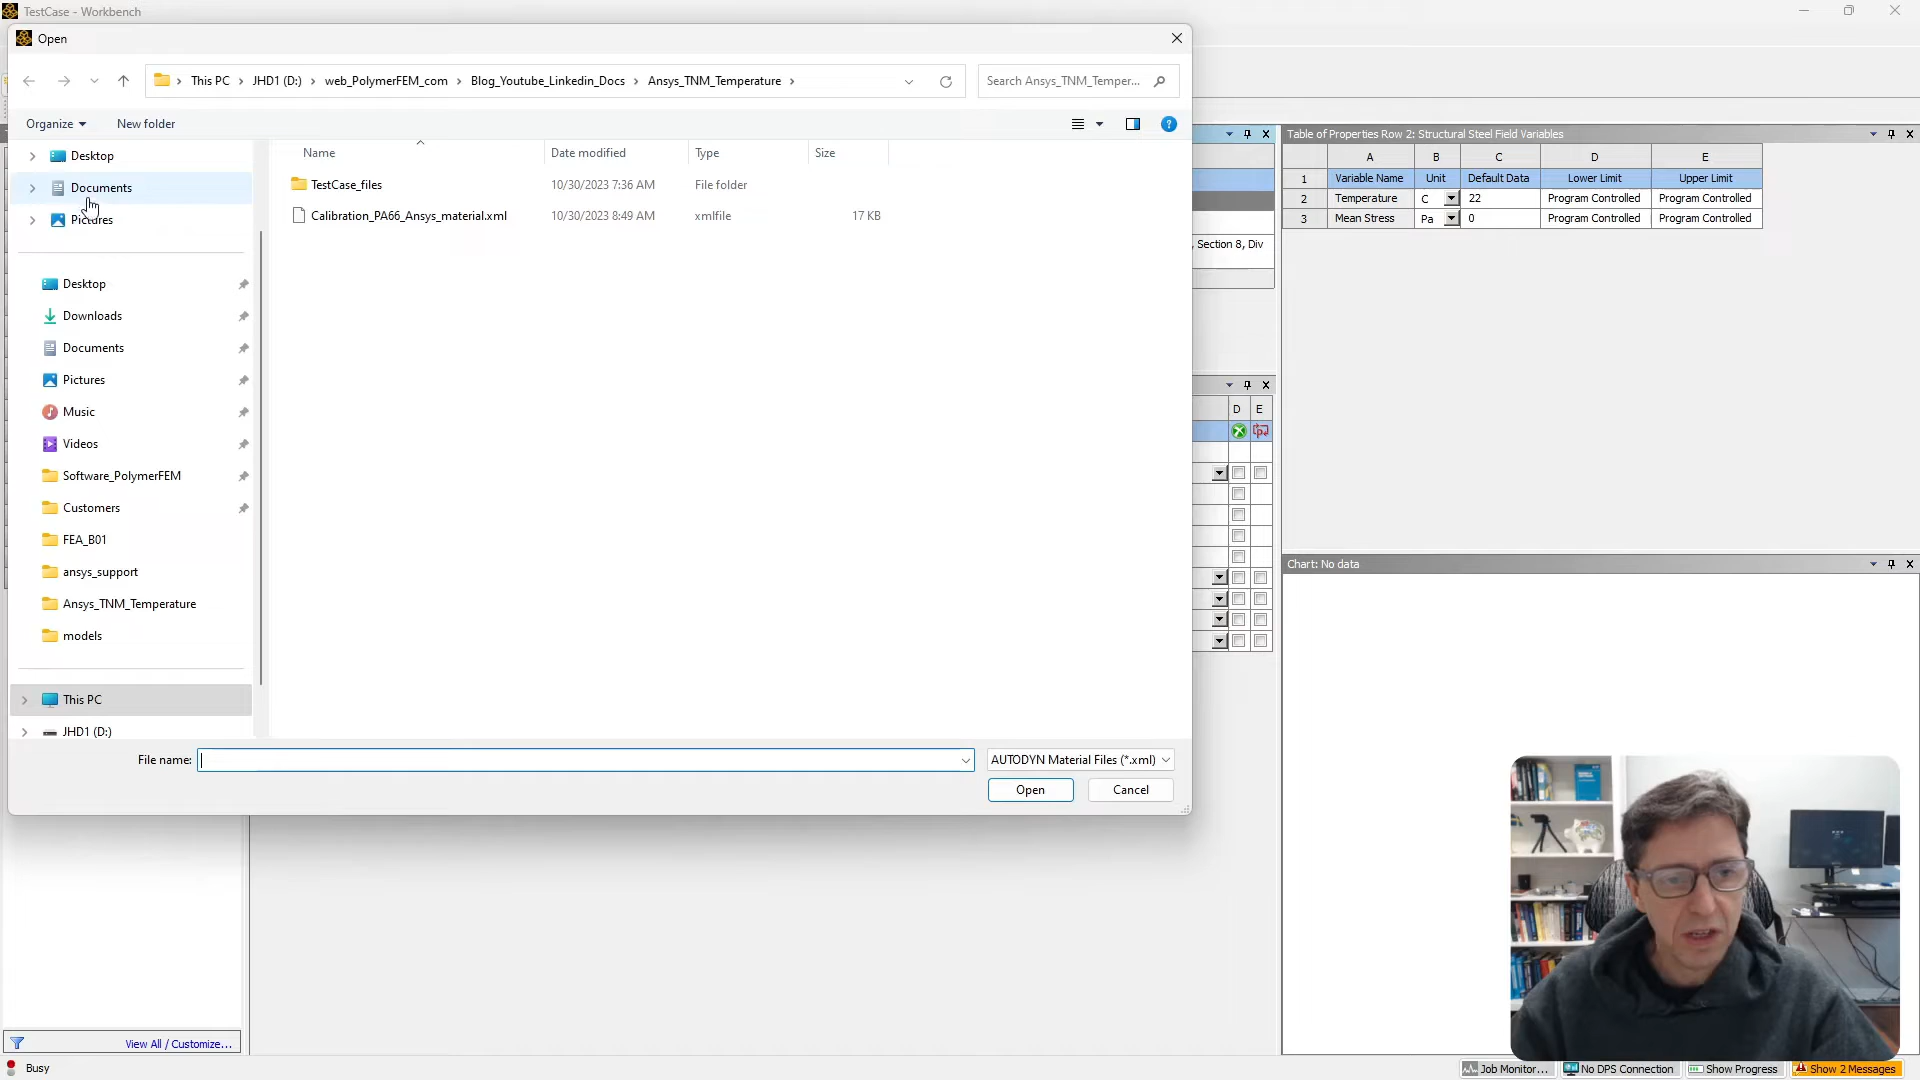 TestCase - Workbench
Open
This PC > JHD1 (D:) > web_PolymerFEM_com > Blog_Youtube_Linkedin_Docs > Ansys_TNM_Temperature >
Search Ansys_TNM_Temper...
Organize
New folder
Name
Date modified
Type
Size
TestCase_files
10/30/2023 7:36 AM
File folder
Calibration_PA66_Ansys_material.xml
10/30/2023 8:49 AM
xmlfile
17 KB
Desktop
Documents
Pictures
Desktop
Downloads
Documents
Pictures
Music
Videos
Software_PolymerFEM
Customers
FEA_B01
ansys_support
Ansys_TNM_Temperature
models
This PC
JHD1 (D:)
File name:
AUTODYN Material Files (*.xml)
Open
Cancel
, Section 8, Div
D E
Table of Properties Row 2: Structural Steel Field Variables
A B C D E
1 Variable Name Unit Default Data Lower Limit Upper Limit
2 Temperature C 22 Program Controlled Program Controlled
3 Mean Stress Pa 0 Program Controlled Program Controlled
Chart: No data
View All / Customize...
Busy
Job Monitor...
No DPS Connection
Show Progress
Show 2 Messages